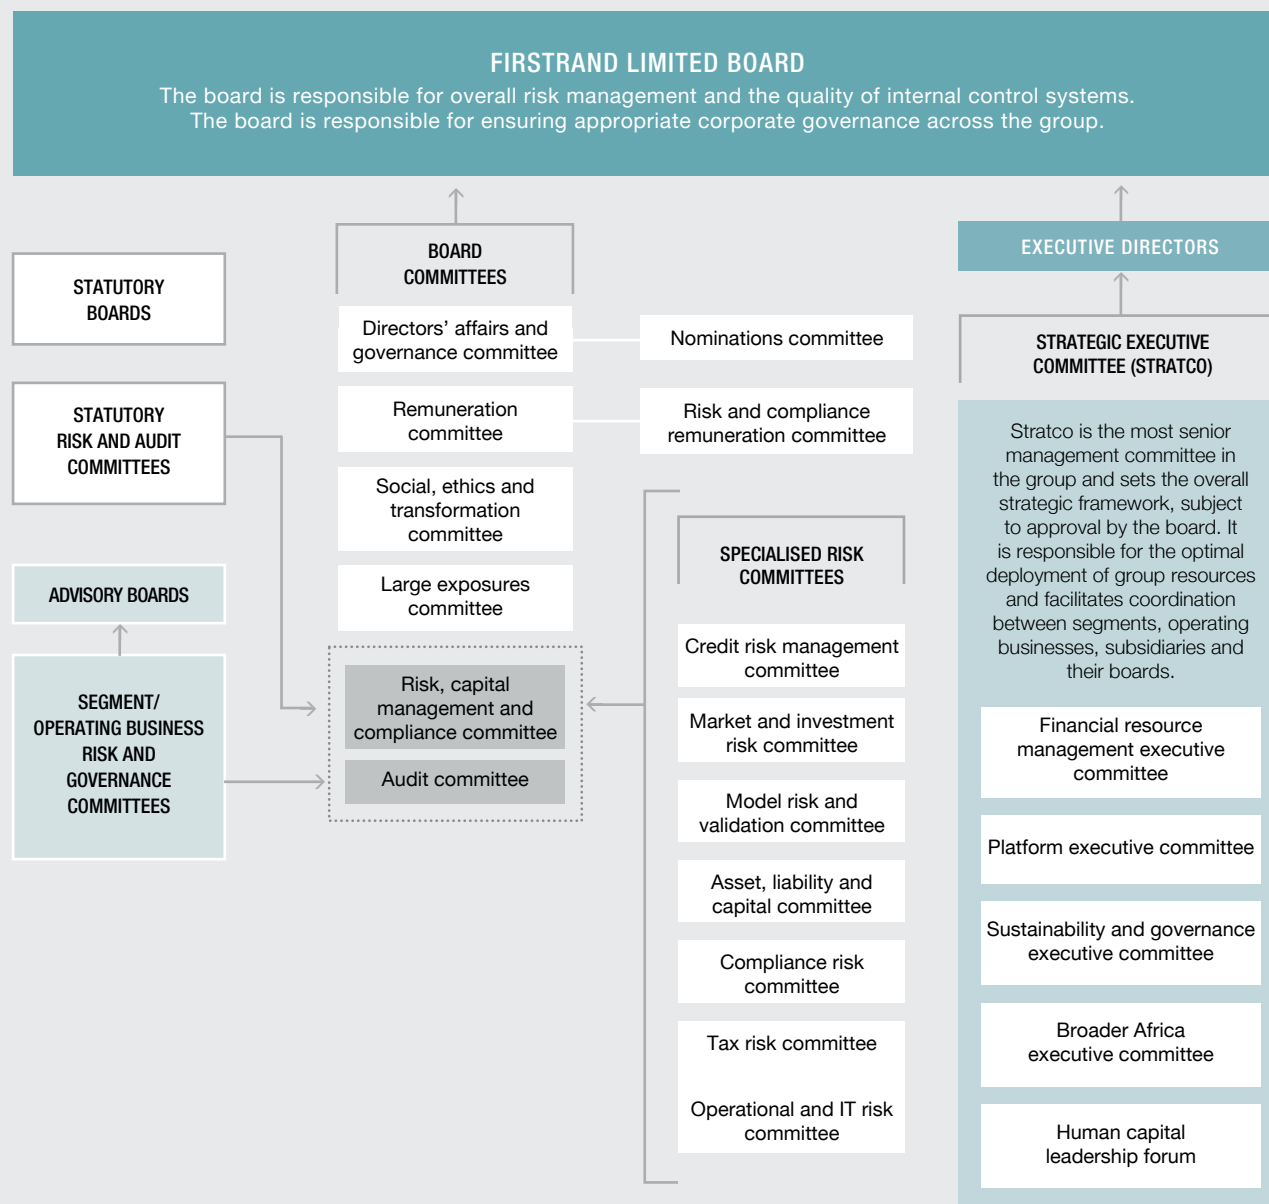 FIRSTRAND LIMITED BOARD
The board is responsible for overall risk management and the quality of internal control systems.
The board is responsible for ensuring appropriate corporate governance across the group.
STATUTORY
BOARDS
STATUTORY
RISK AND AUDIT
COMMITTEES
ADVISORY BOARDS
SEGMENT/
OPERATING BUSINESS
RISK AND
GOVERNANCE
COMMITTEES
BOARD
COMMITTEES
Directors’ affairs and
governance committee
Nominations committee
Remuneration
committee
Risk and compliance
remuneration committee
Social, ethics and
transformation
committee
Large exposures
committee
Risk, capital
management and
compliance committee
Audit committee
SPECIALISED RISK
COMMITTEES
Credit risk management
committee
Market and investment
risk committee
Model risk and
validation committee
Asset, liability and
capital committee
Compliance risk
committee
Tax risk committee
Operational and IT risk
committee
EXECUTIVE DIRECTORS
STRATEGIC EXECUTIVE
COMMITTEE (STRATCO)
Stratco is the most senior
management committee in
the group and sets the overall
strategic framework, subject
to approval by the board. It
is responsible for the optimal
deployment of group resources
and facilitates coordination
between segments, operating
businesses, subsidiaries and
their boards.
Financial resource
management executive
committee
Platform executive committee
Sustainability and governance
executive committee
Broader Africa
executive committee
Human capital
leadership forum